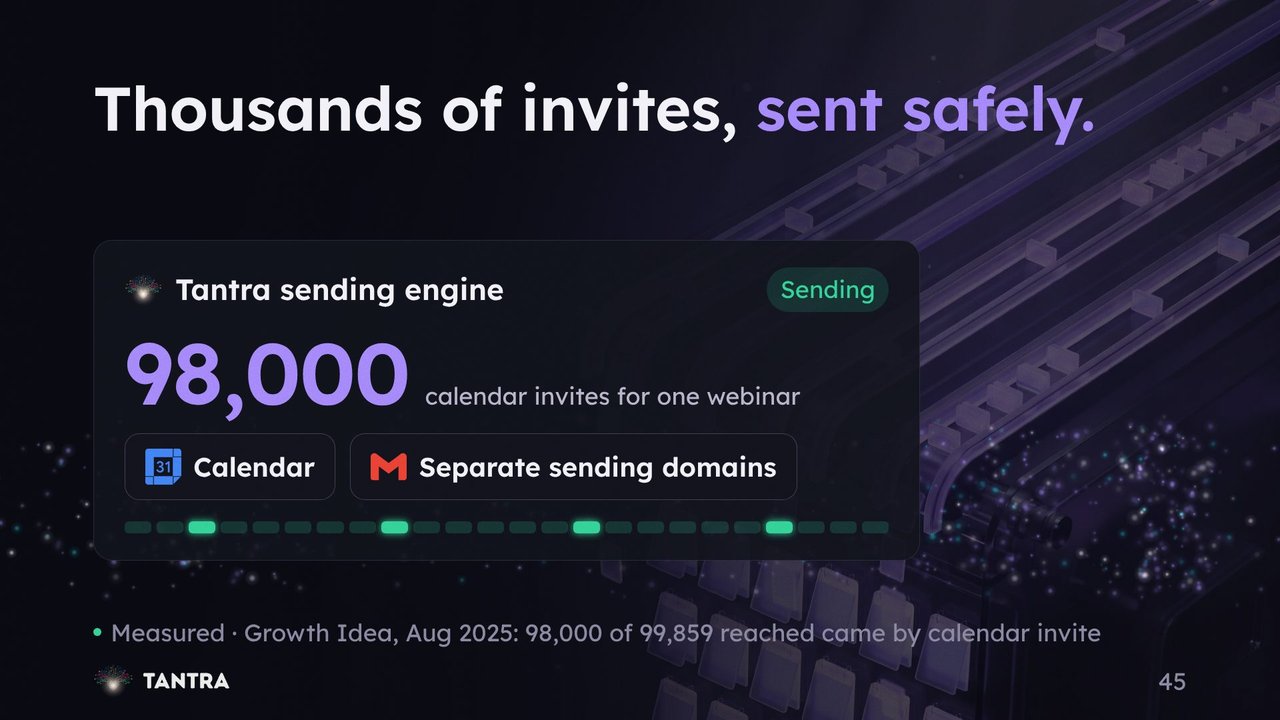 Thousands of invites, sent safely.
Tantra sending engine
Sending
98,000 calendar invites for one webinar
31 Calendar
Separate sending domains
Measured · Growth Idea, Aug 2025: 98,000 of 99,859 reached came by calendar invite
TANTRA
45